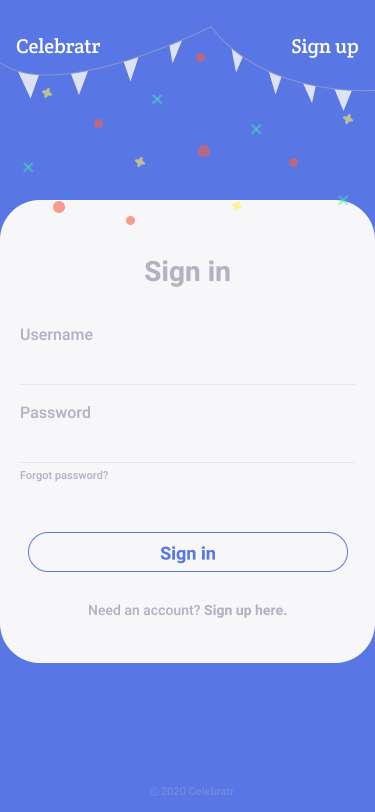 Celebratr
Sign up
Sign in
Username
Password
Forgot password?
Sign in
Need an account? Sign up here.
© 2020 Celebratr